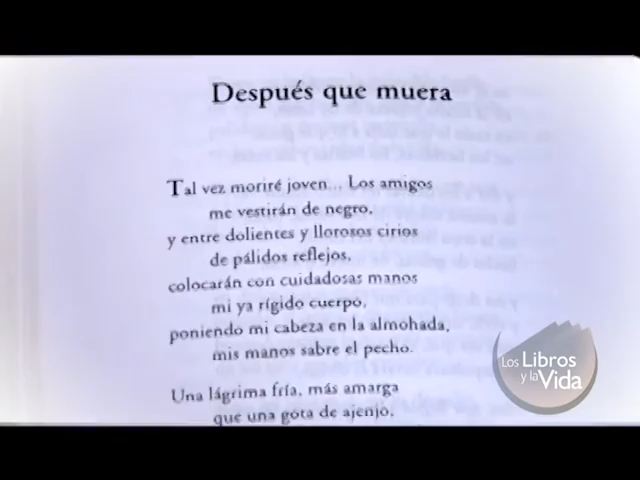 Después que muera
Tal vez moriré joven... Los amigos
me vestirán de negro,
y entre dolientes y llorosos cirios
de pálidos reflejos,
colocarán con cuidadosas manos
mi ya rígido cuerpo,
poniendo mi cabeza en la almohada,
mis manos sabre el pecho.
Una lágrima fría, más amarga
que una gota de ajenjo,
Los Libros
y la Vida